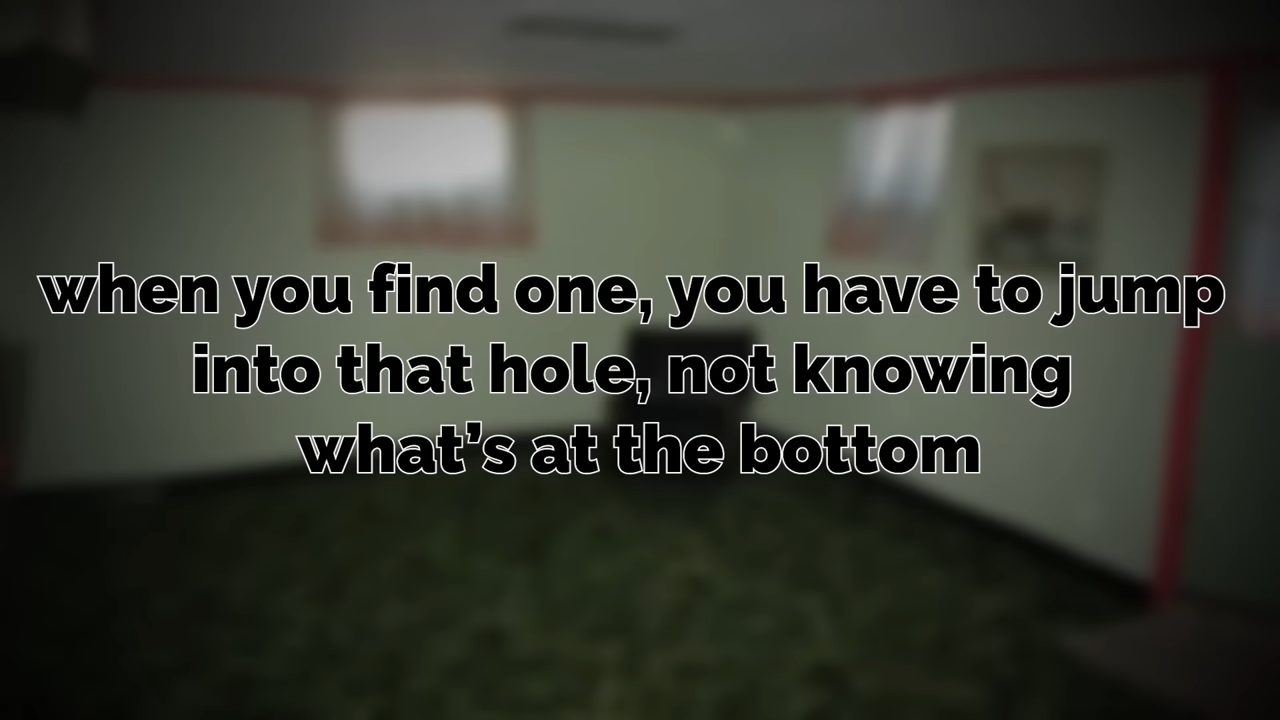 when you find one, you have to jump
into that hole, not knowing
what’s at the bottom